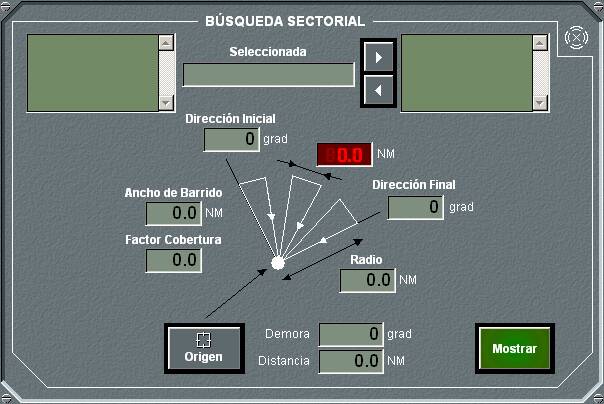 BÚSQUEDA SECTORIAL
Seleccionada
Dirección Inicial
0 grad
0.0 NM
Dirección Final
0 grad
Ancho de Barrido
0.0 NM
Factor Cobertura
0.0
Radio
0.0 NM
Origen
Demora 0 grad
Distancia 0.0 NM
Mostrar